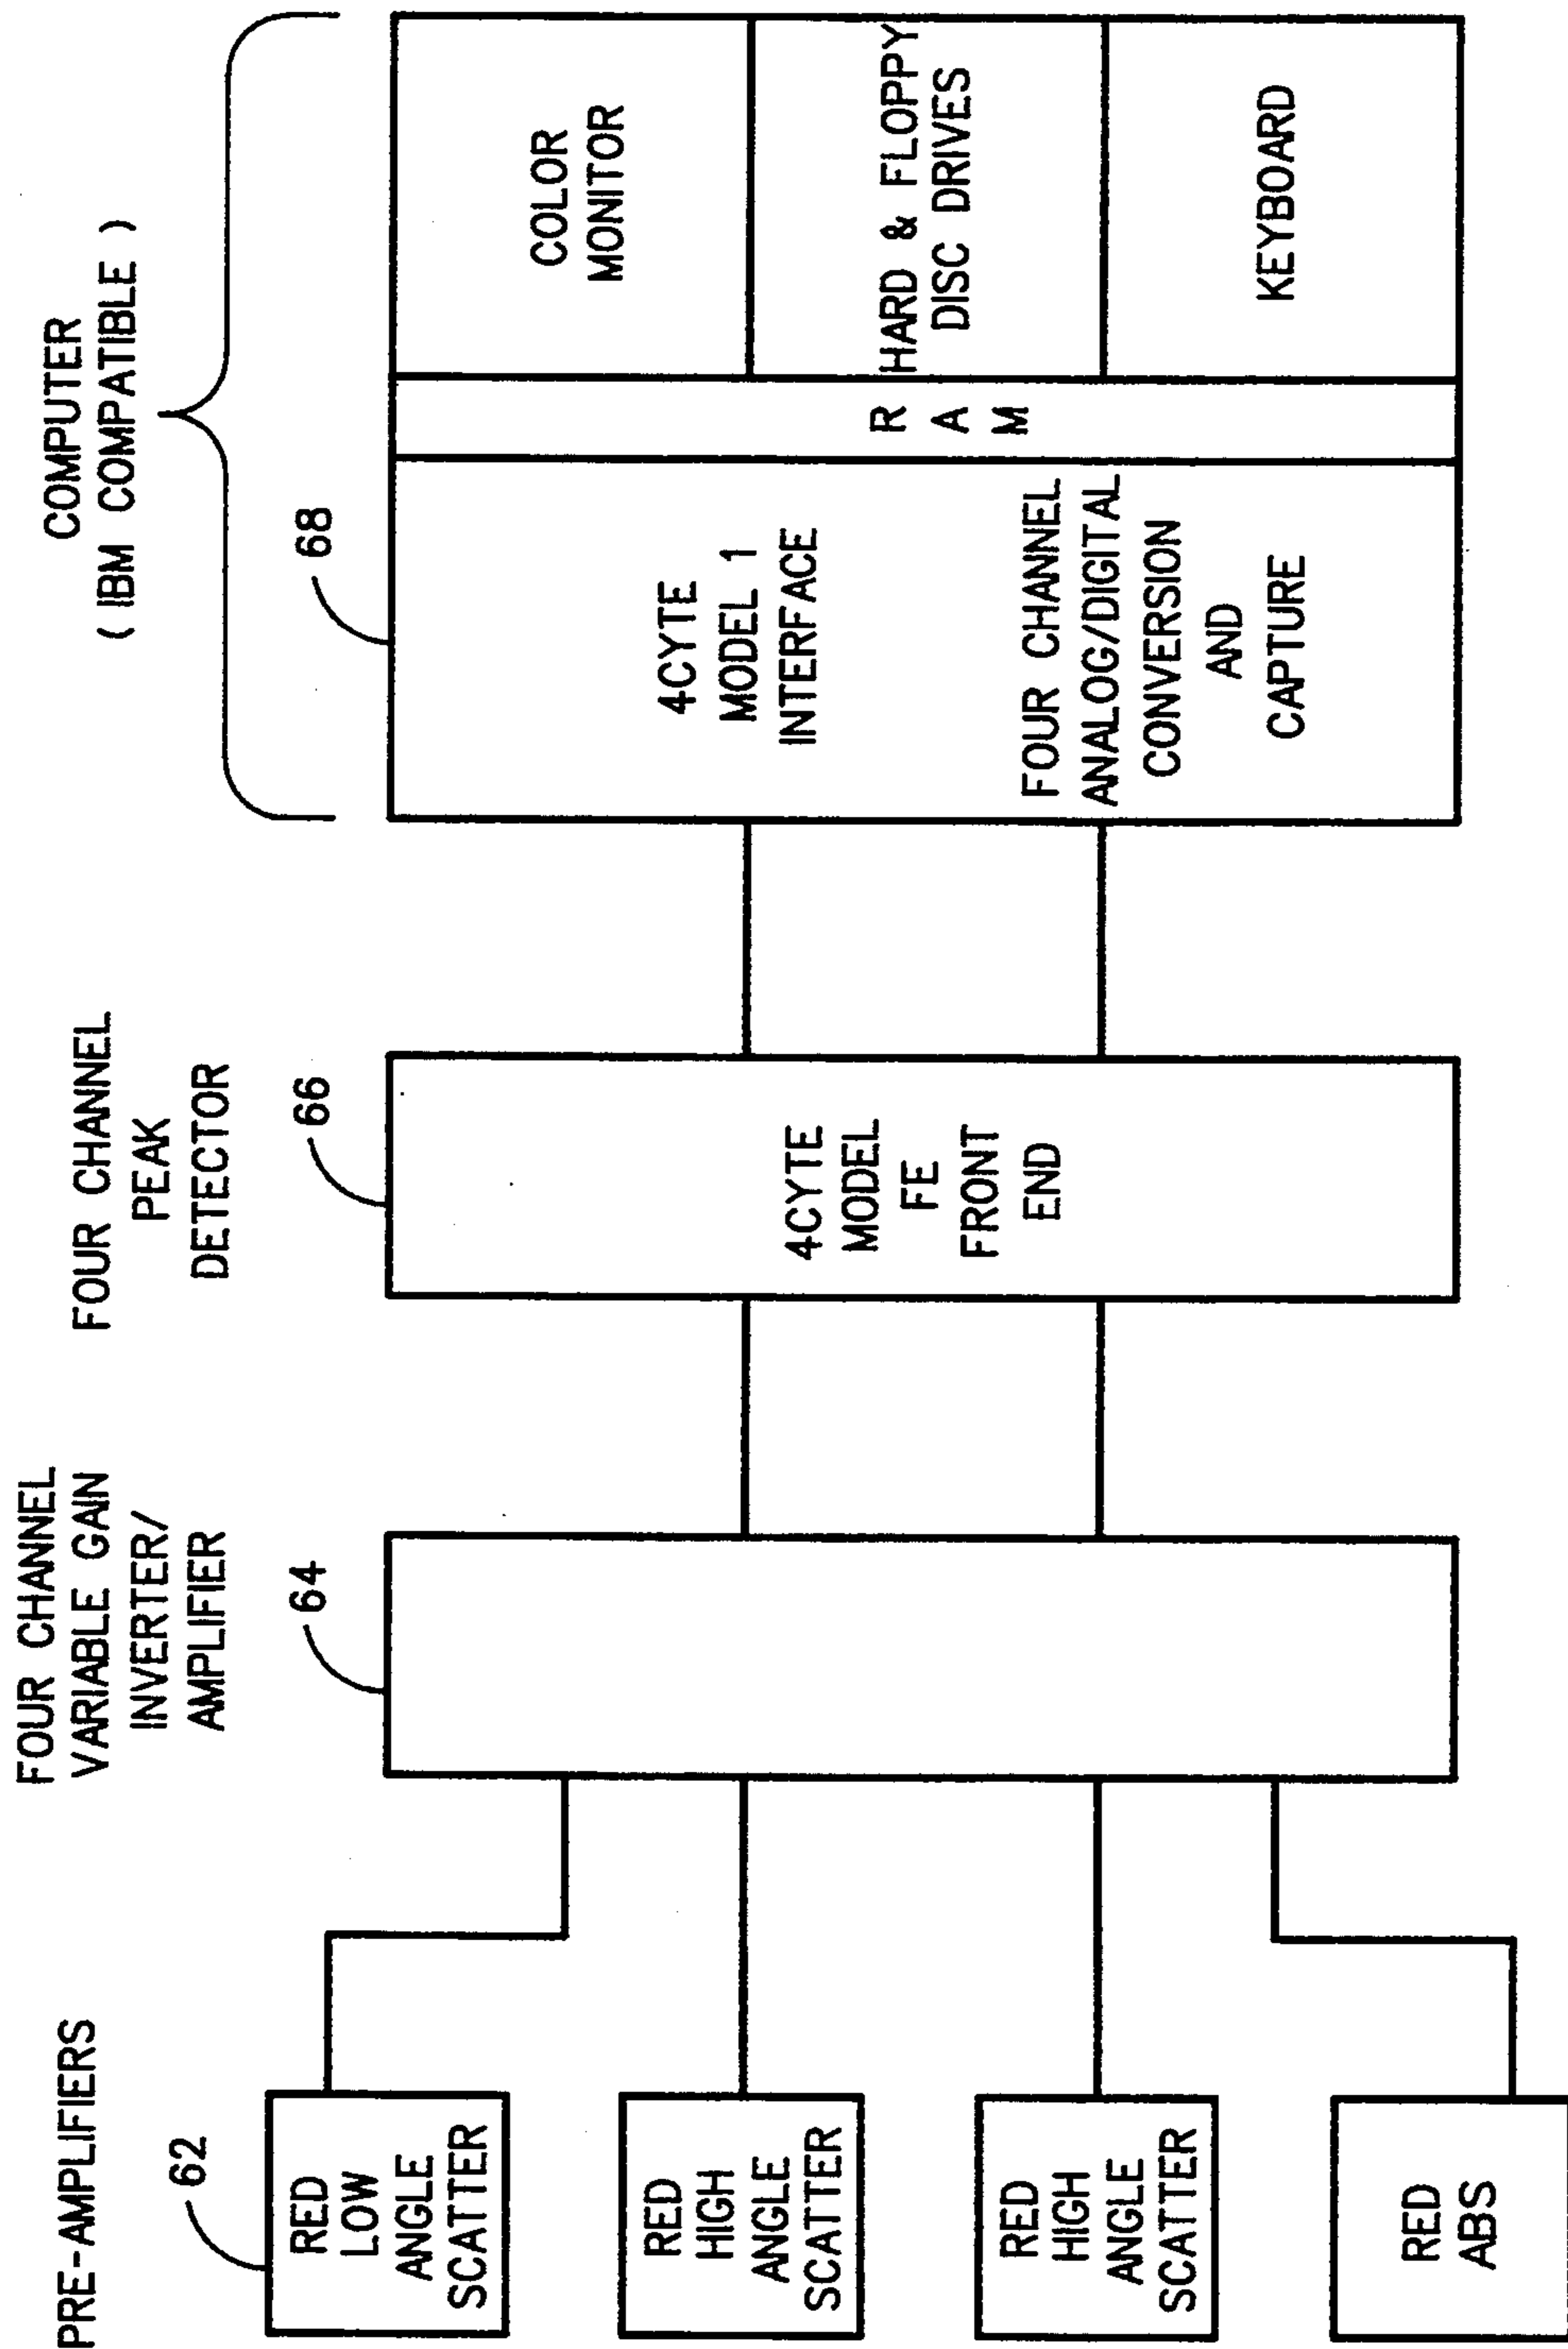 PRE-AMPLIFIERS
62
RED
LOW
ANGLE
SCATTER
RED
HIGH
ANGLE
SCATTER
RED
HIGH
ANGLE
SCATTER
RED
ABS
FOUR CHANNEL
VARIABLE GAIN
INVERTER/
AMPLIFIER
64
FOUR CHANNEL
PEAK
DETECTOR
66
4CYTE
MODEL
FE
FRONT
END
COMPUTER
( IBM COMPATIBLE )
68
4CYTE
MODEL 1
INTERFACE
FOUR CHANNEL
ANALOG/DIGITAL
CONVERSION
AND
CAPTURE
R
A
M
COLOR
MONITOR
HARD & FLOPPY
DISC DRIVES
KEYBOARD